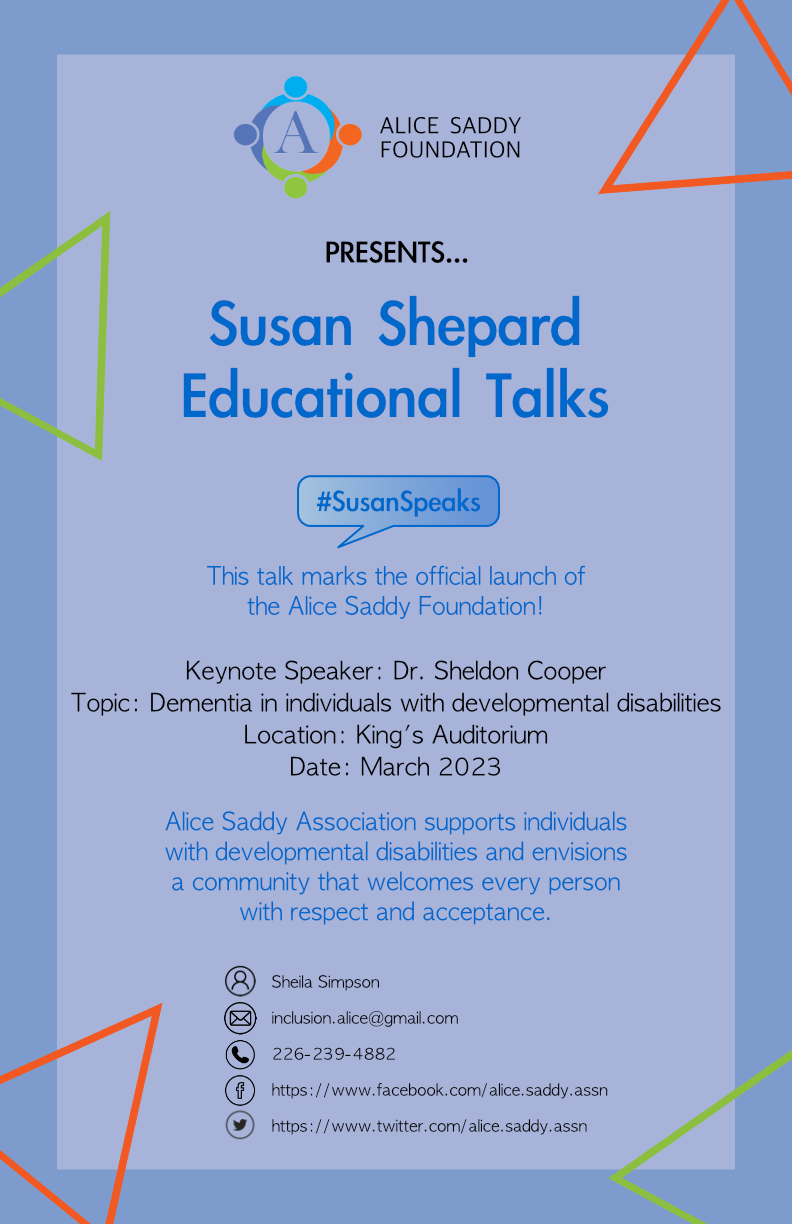 A
ALICE SADDY
FOUNDATION
PRESENTS...
Susan Shepard
Educational Talks
#SusanSpeaks
This talk marks the official launch of
the Alice Saddy Foundation!
Keynote Speaker: Dr. Sheldon Cooper
Topic: Dementia in individuals with developmental disabilities
Location: King's Auditorium
Date: March 2023
Alice Saddy Association supports individuals
with developmental disabilities and envisions
a community that welcomes every person
with respect and acceptance.
Sheila Simpson
inclusion.alice@gmail.com
226-239-4882
https://www.facebook.com/alice.saddy.assn
https://www.twitter.com/alice.saddy.assn